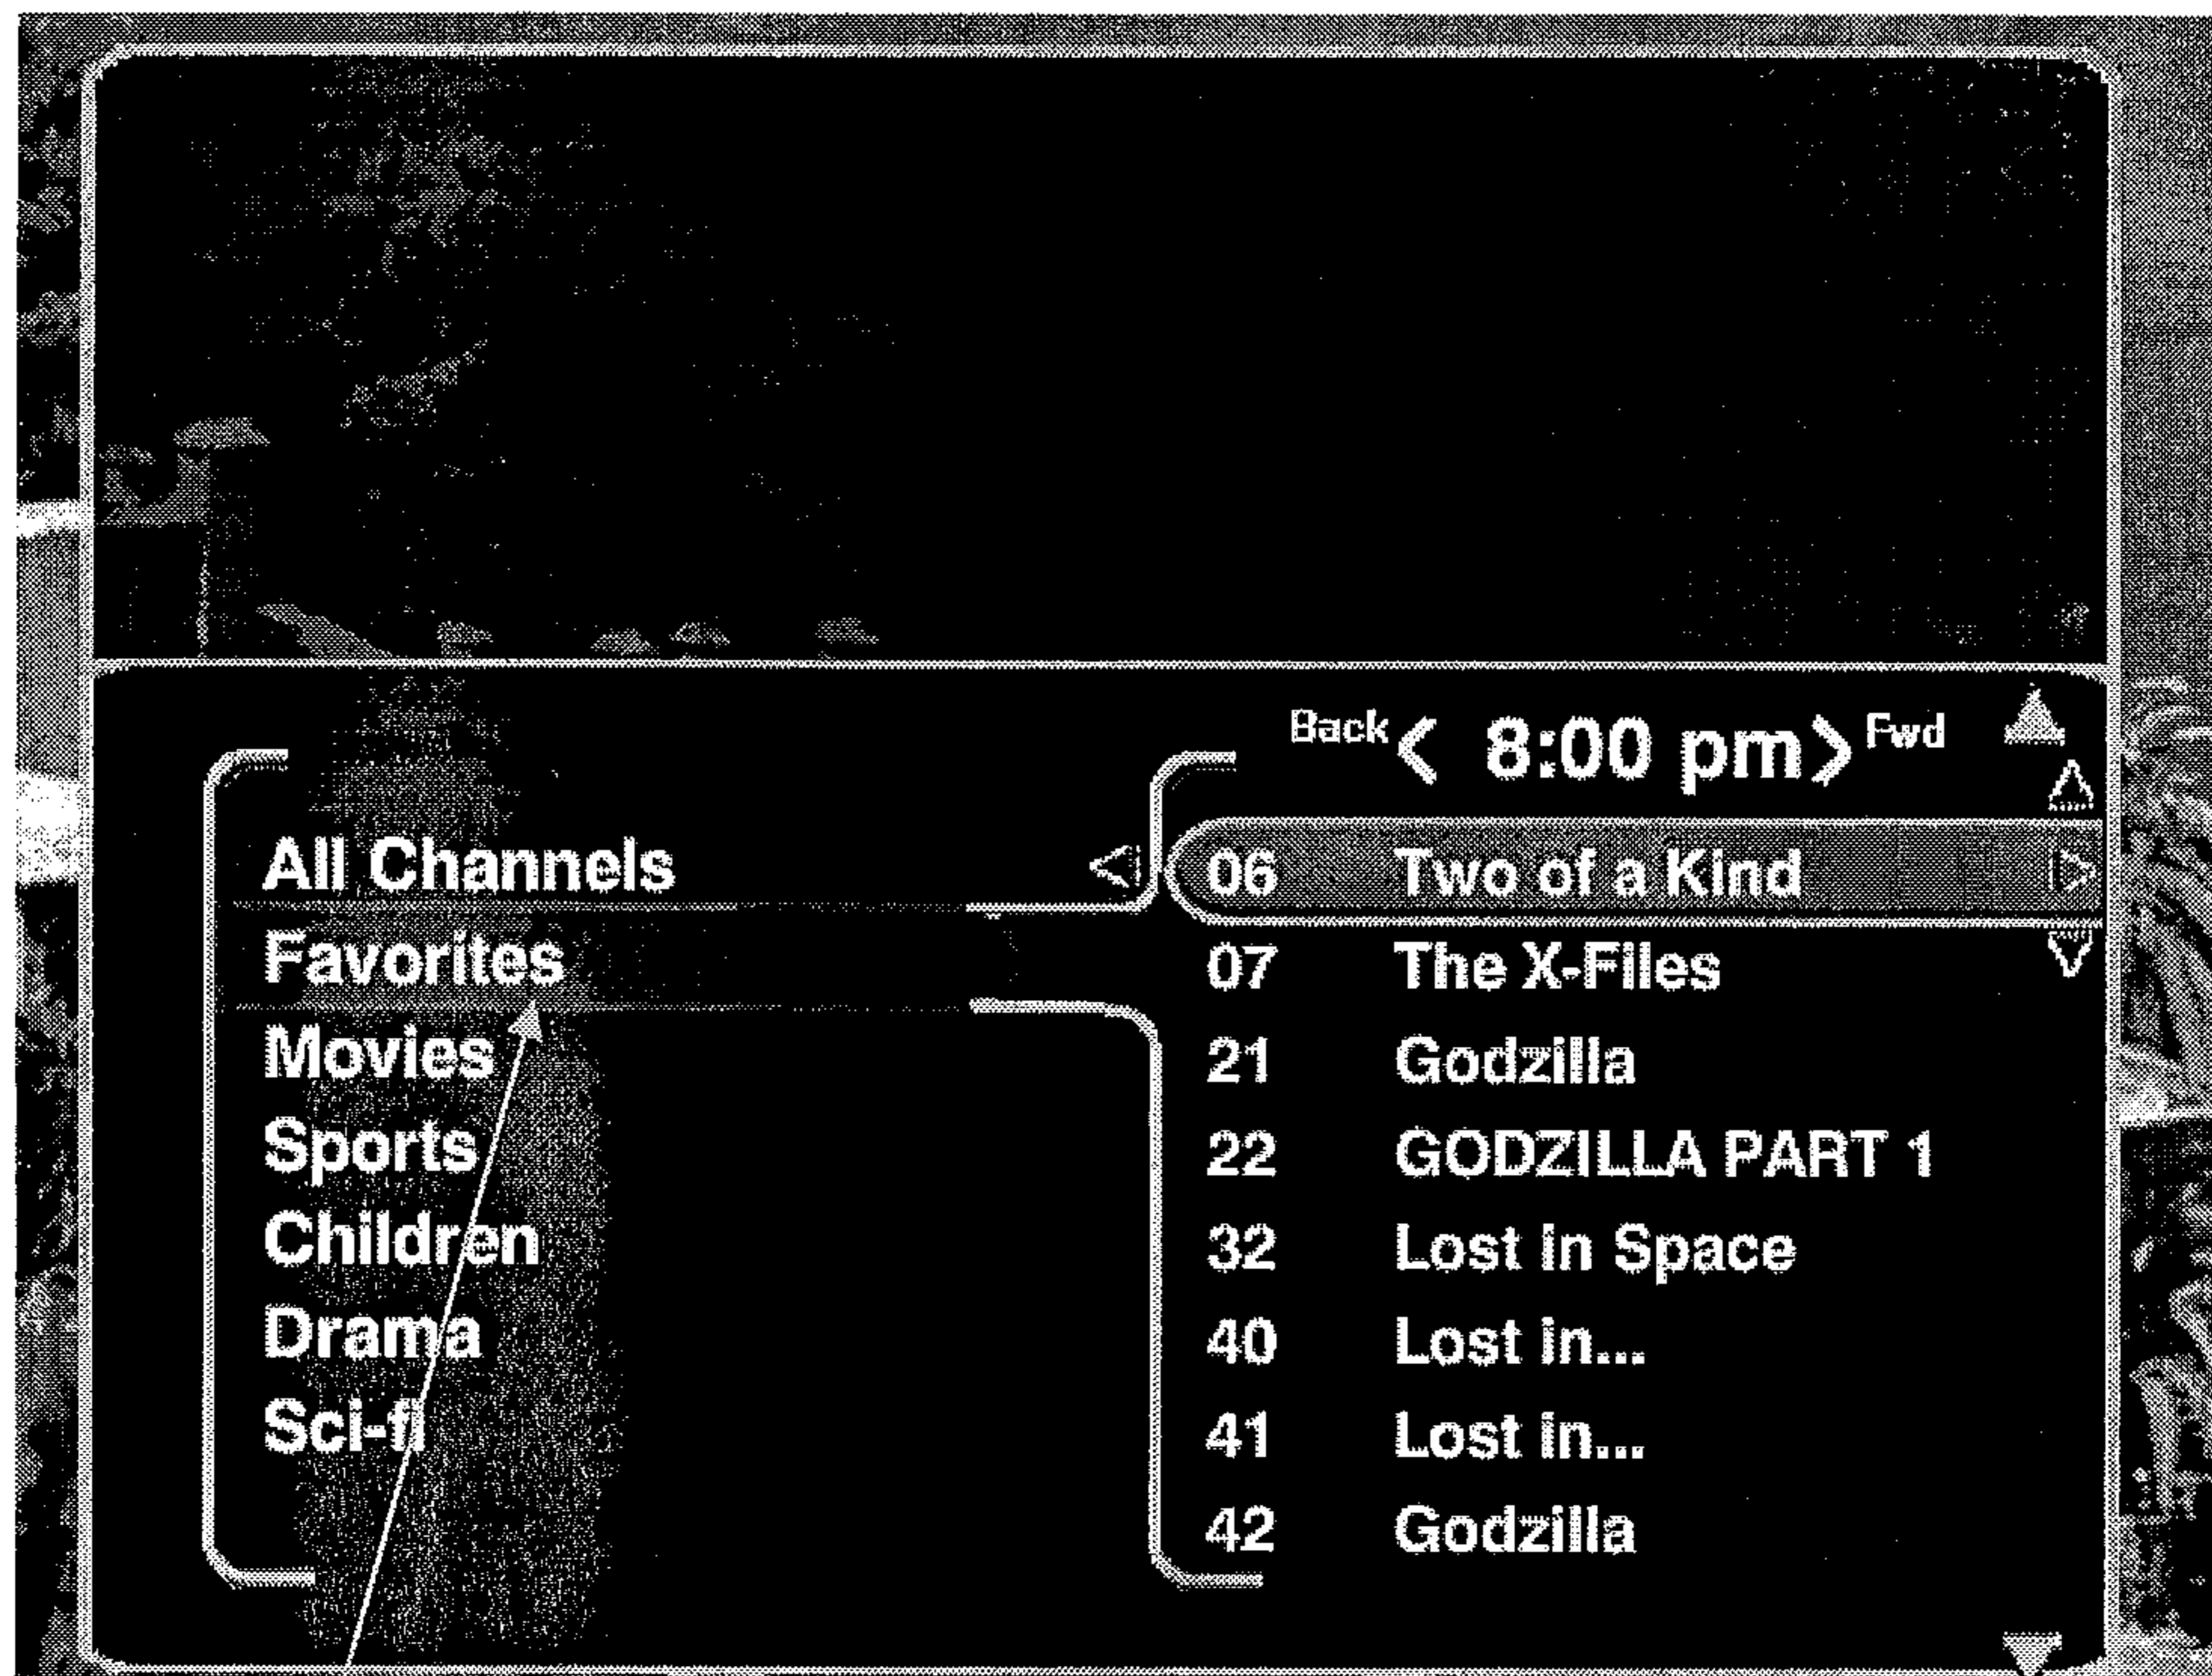 Back < 8:00 pm > Fwd
All Channels
Favorites
Movies
Sports
Children
Drama
Sci-fi
06 Two of a Kind
07 The X-Files
21 Godzilla
22 GODZILLA PART 1
32 Lost in Space
40 Lost in...
41 Lost in...
42 Godzilla